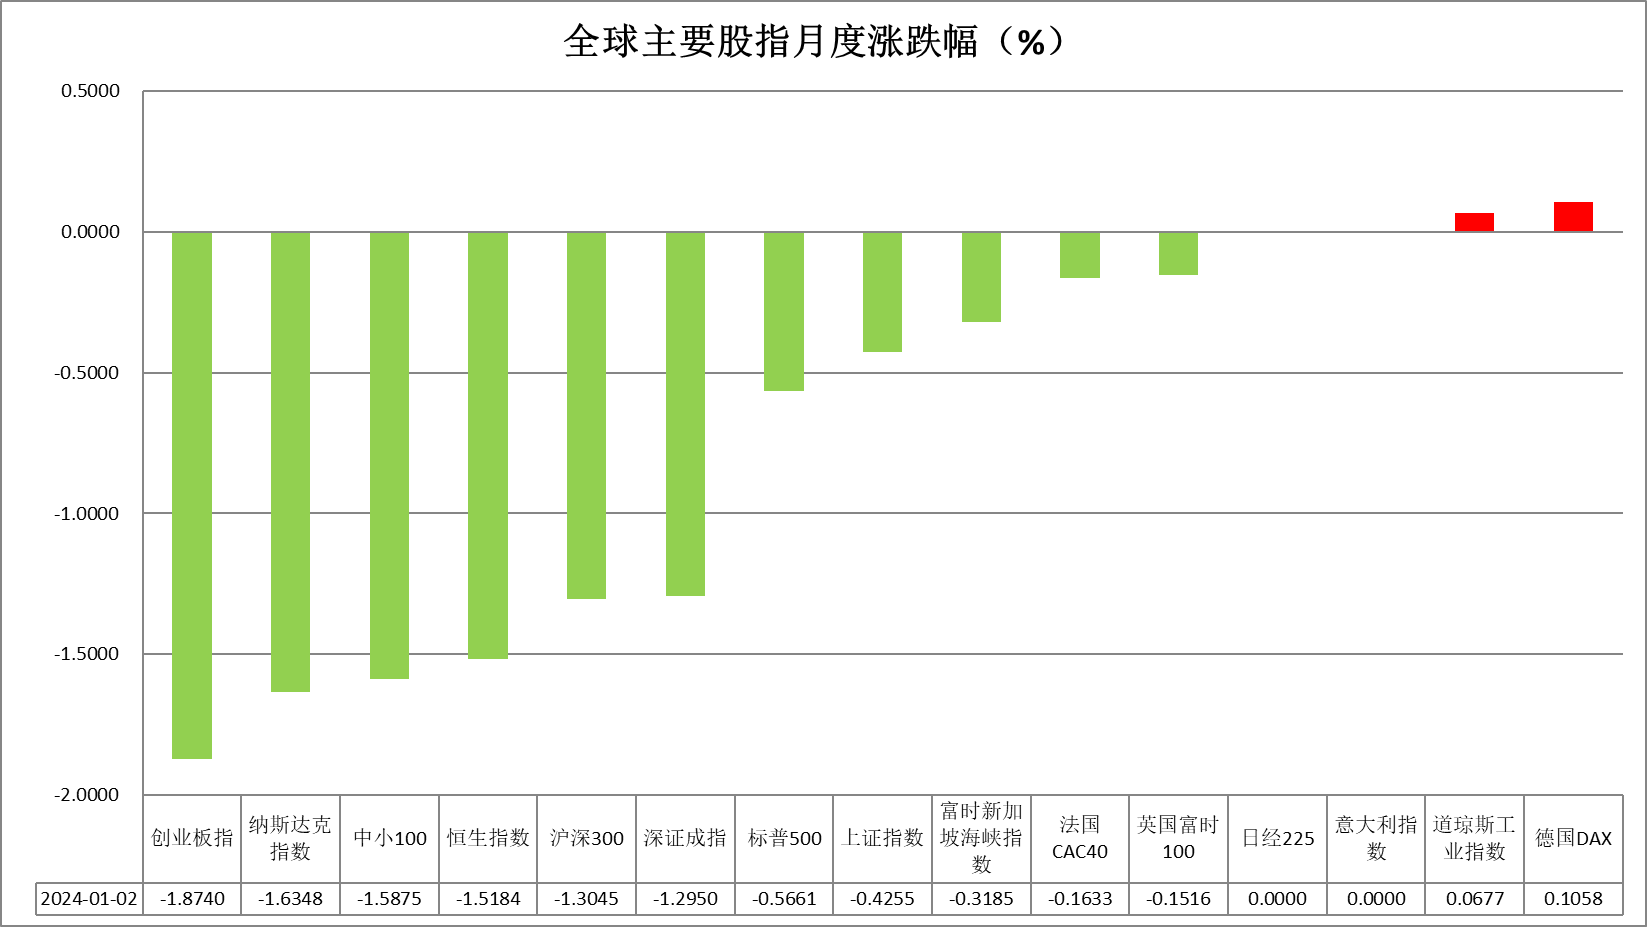 全球主要股指月度涨跌幅（%）
0.5000
0.0000
-0.5000
-1.0000
-1.5000
-2.0000
创业板指
纳斯达克
指数
中小100
恒生指数
沪深300
深证成指
标普500
上证指数
富时新加
坡海峡指
数
法国
CAC40
英国富时
100
日经225
意大利指
数
道琼斯工
业指数
德国DAX
2024-01-02 -1.8740 -1.6348 -1.5875 -1.5184 -1.3045 -1.2950 -0.5661 -0.4255 -0.3185 -0.1633 -0.1516 0.0000 0.0000 0.0677 0.1058